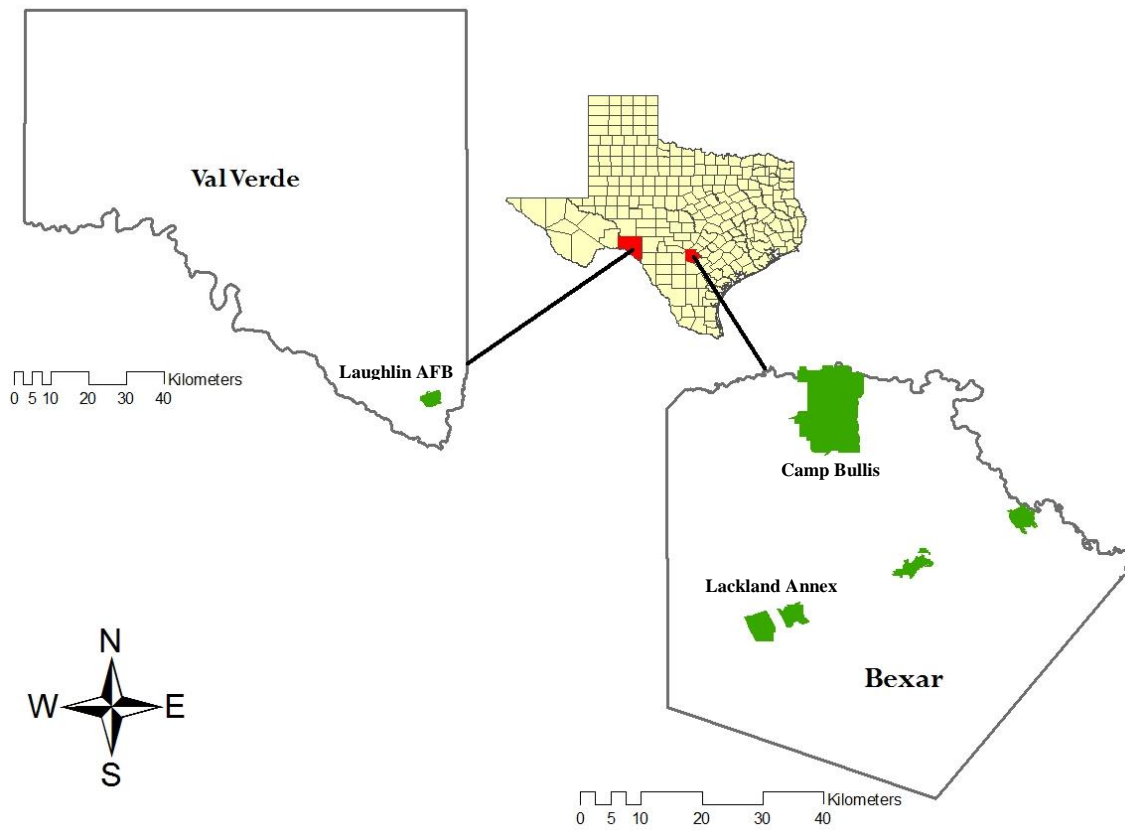 Val Verde
Laughlin AFB
Kilometers
0 5 10 20 30 40
Camp Bullis
Lackland Annex
Bexar
N
W E
S
Kilometers
0 5 10 20 30 40